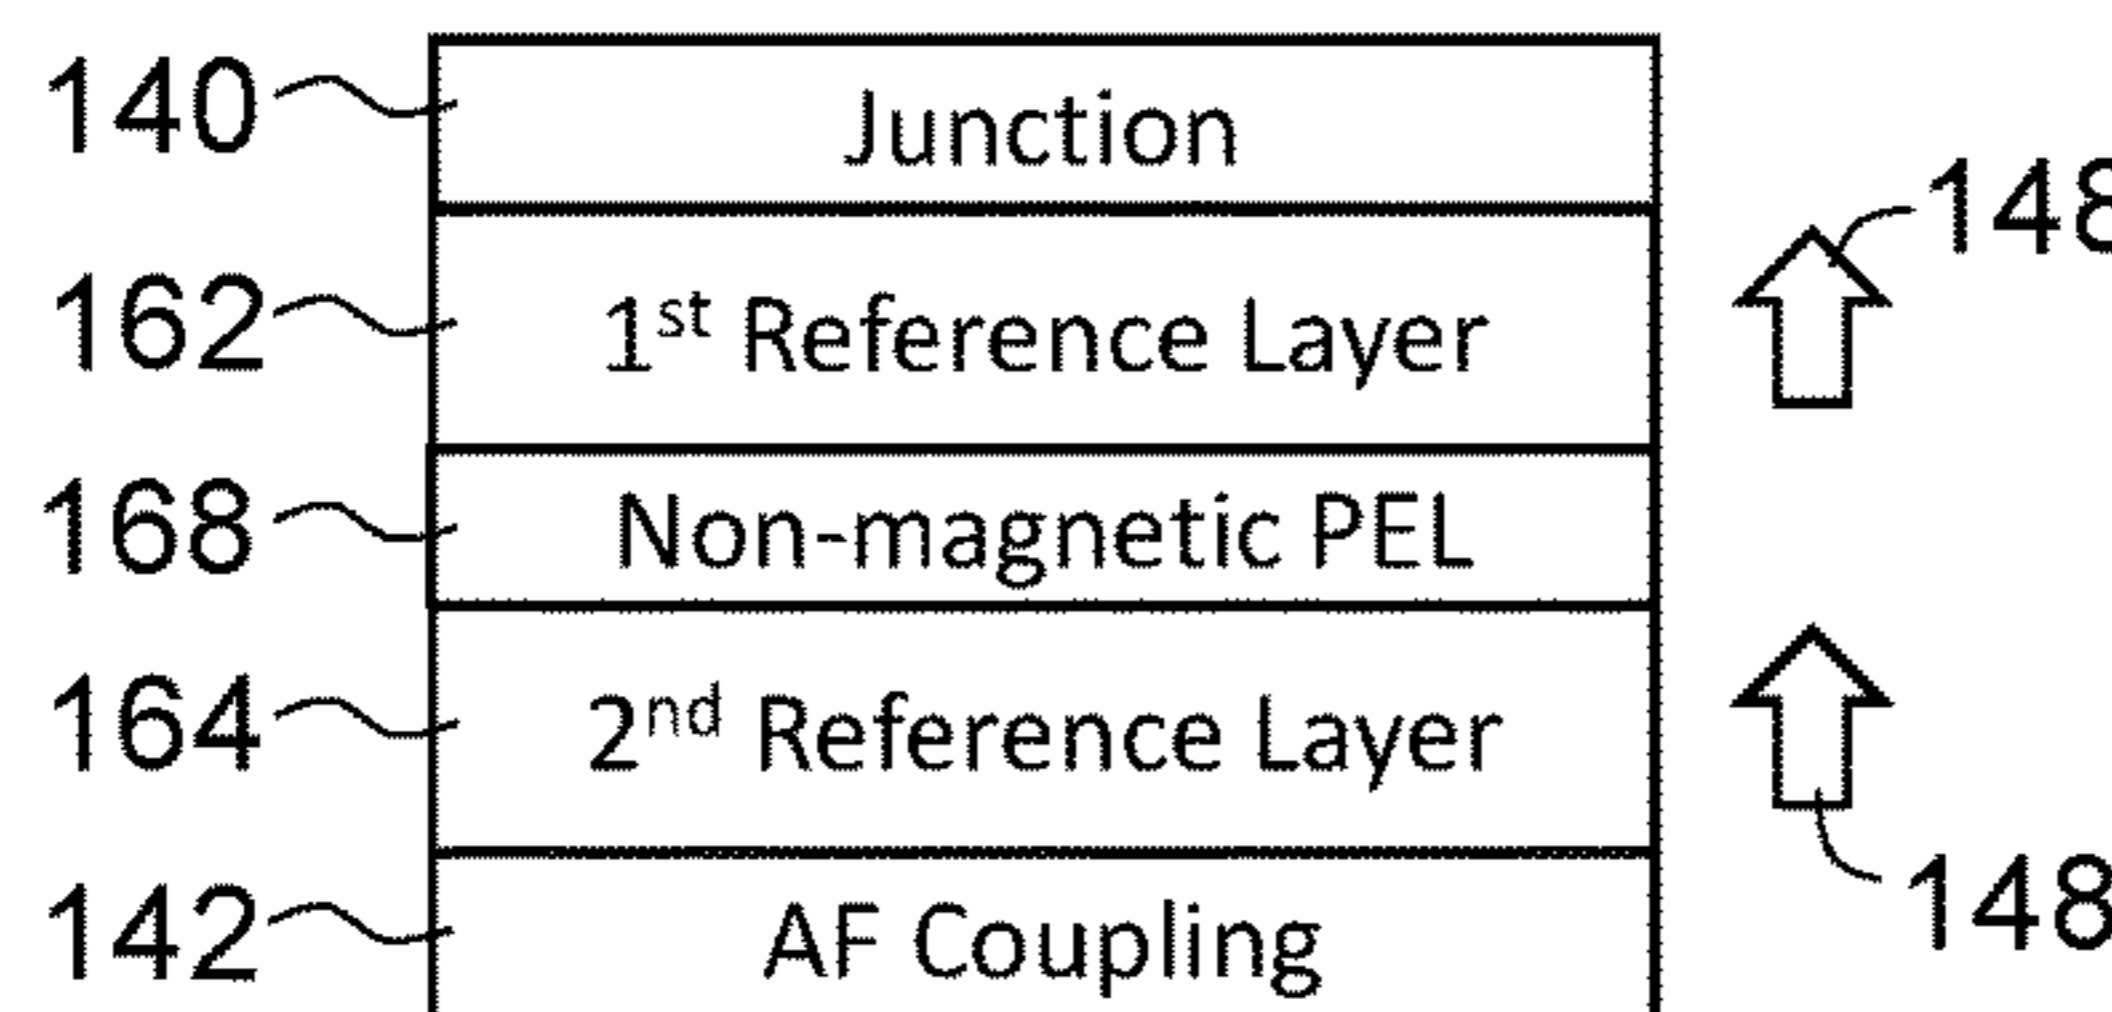 140 Junction
148
162 1st Reference Layer
168 Non-magnetic PEL
164 2nd Reference Layer
148
142 AF Coupling